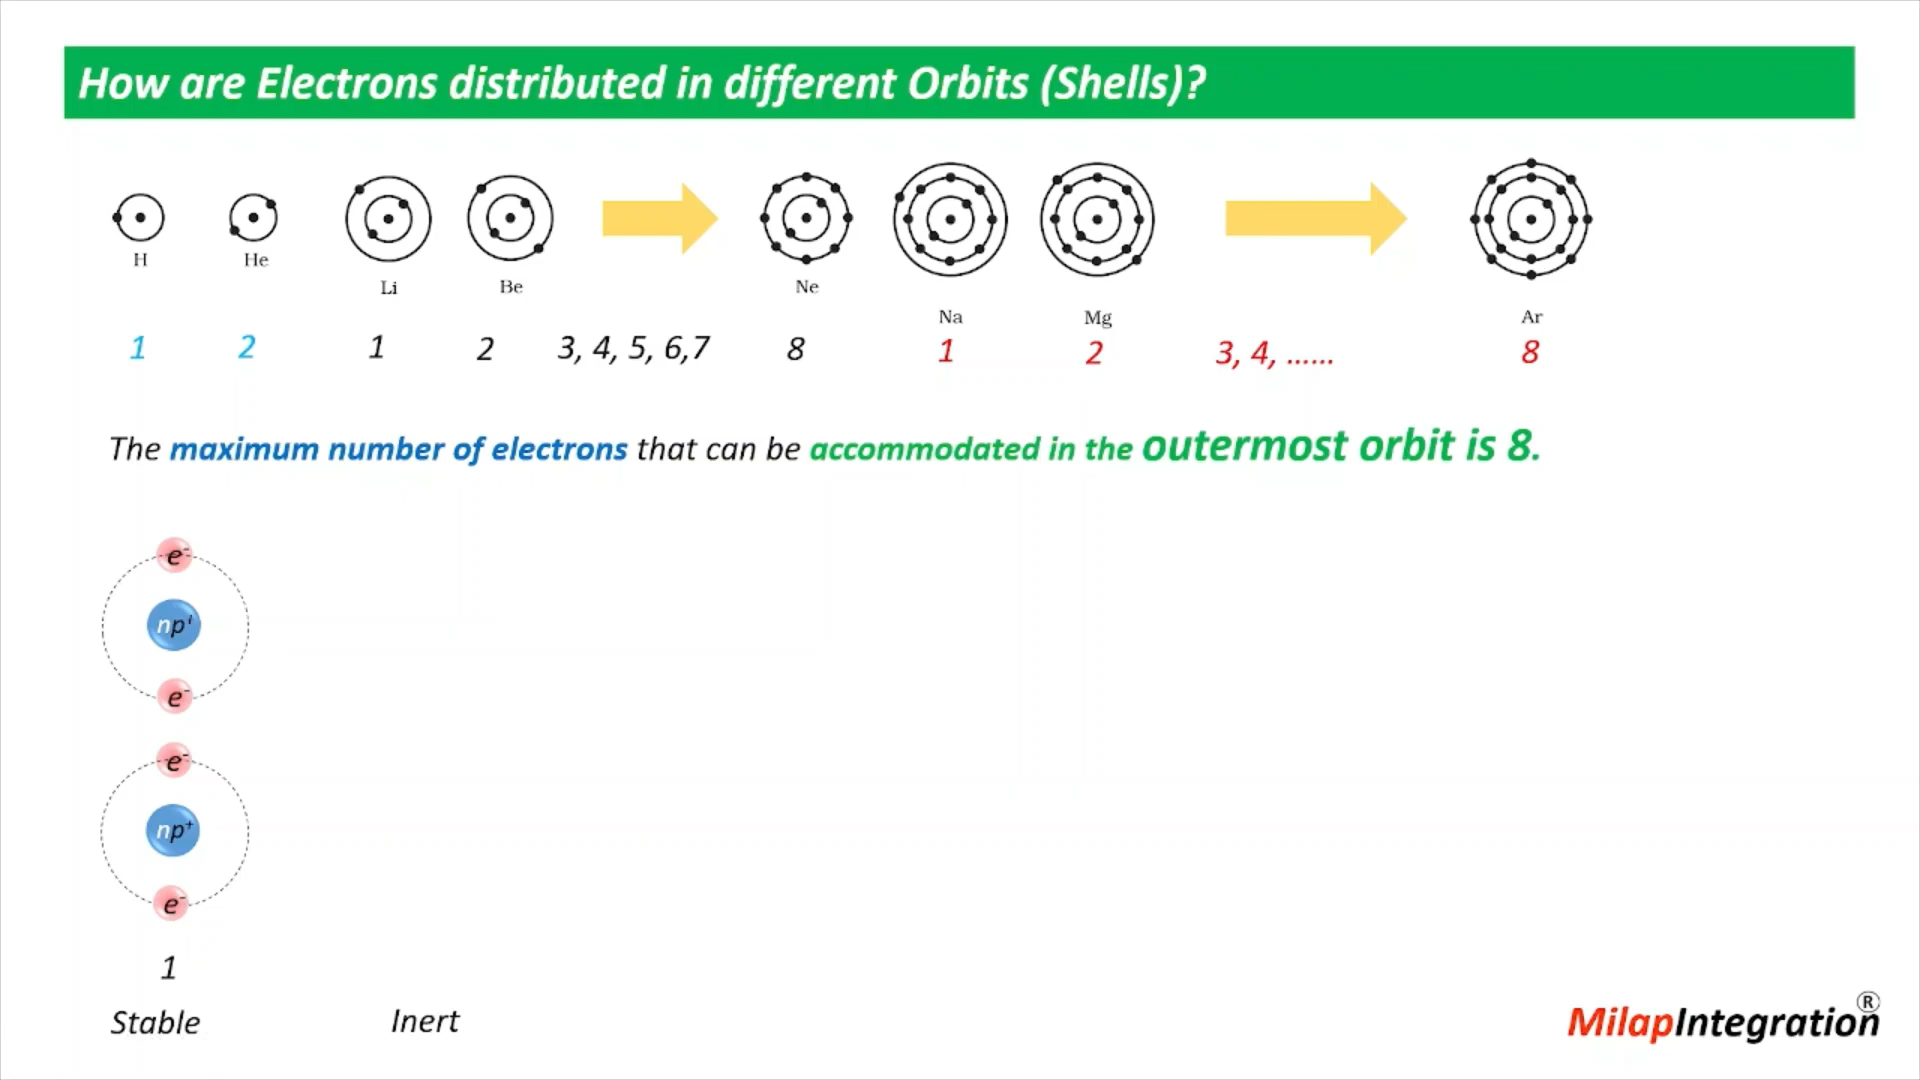 How are Electrons distributed in different Orbits (Shells)?
H He Li Be Ne Na Mg Ar
1 2 1 2 3, 4, 5, 6,7 8 1 2 3, 4, ...... 8
The maximum number of electrons that can be accommodated in the outermost orbit is 8.
e⁻
np⁺
e⁻
e⁻
np⁺
e⁻
1
Stable Inert
MilapIntegration ®